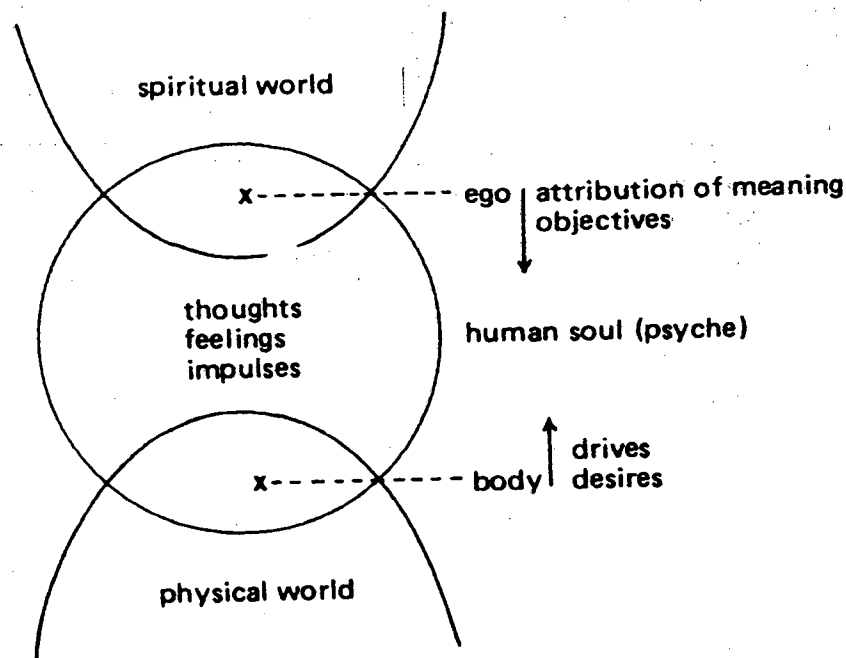 spiritual world
x
ego
attribution of meaning
objectives
thoughts
feelings
impulses
human soul (psyche)
x
body
drives
desires
physical world